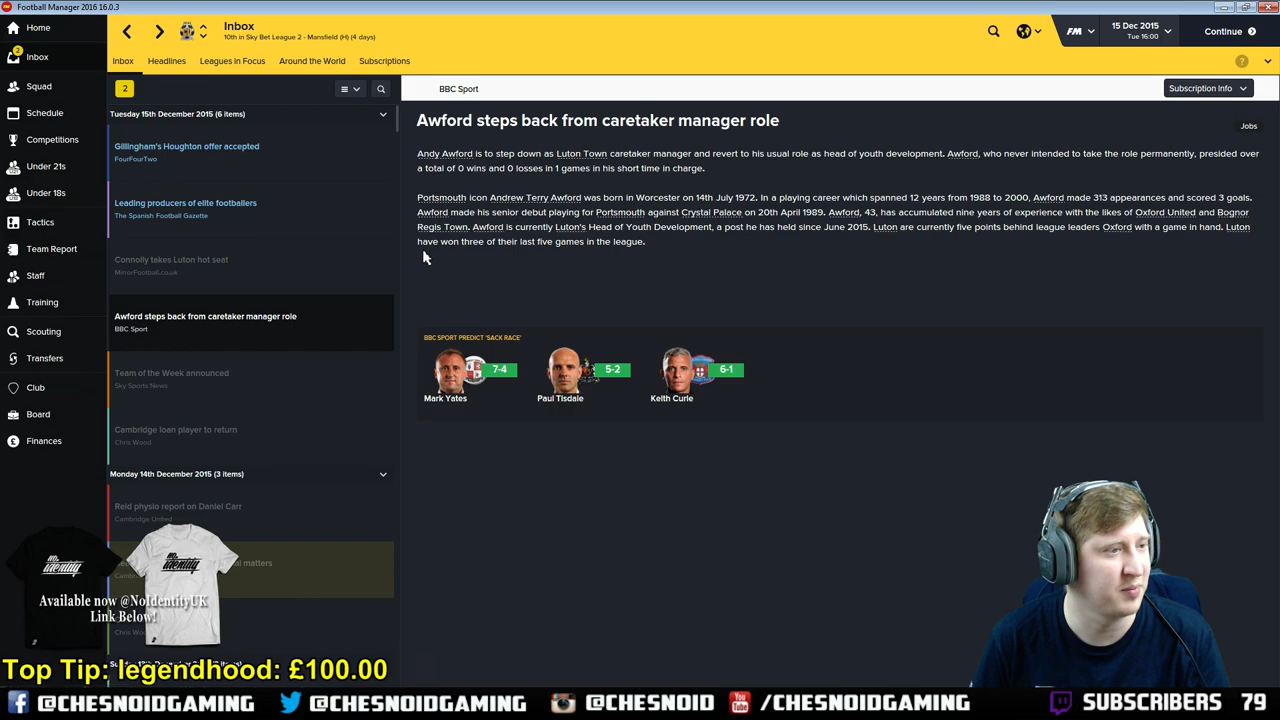 Football Manager 2016 16.0.3
Home
2
Inbox
Squad
Schedule
Competitions
Under 21s
Under 18s
Tactics
Team Report
Staff
Training
Scouting
Transfers
Club
Board
Finances
Inbox
10th in Sky Bet League 2 - Mansfield (H) (4 days)
FM
15 Dec 2015
Tue 16:00
Continue
Inbox
Headlines
Leagues in Focus
Around the World
Subscriptions
?
2
Tuesday 15th December 2015 (6 items)
Gillingham's Houghton offer accepted
FourFourTwo
Leading producers of elite footballers
The Spanish Football Gazette
Connolly takes Luton hot seat
MirrorFootball.co.uk
Awford steps back from caretaker manager role
BBC Sport
Team of the Week announced
Sky Sports News
Cambridge loan player to return
Chris Wood
Monday 14th December 2015 (3 items)
Reid physio report on Daniel Carr
Cambridge United
matters
Chris Woo
BBC Sport
Subscription Info
Awford steps back from caretaker manager role
Jobs
Andy Awford is to step down as Luton Town caretaker manager and revert to his usual role as head of youth development. Awford, who never intended to take the role permanently, presided over
a total of 0 wins and 0 losses in 1 games in his short time in charge.
Portsmouth icon Andrew Terry Awford was born in Worcester on 14th July 1972. In a playing career which spanned 12 years from 1988 to 2000, Awford made 313 appearances and scored 3 goals.
Awford made his senior debut playing for Portsmouth against Crystal Palace on 20th April 1989. Awford, 43, has accumulated nine years of experience with the likes of Oxford United and Bognor
Regis Town. Awford is currently Luton's Head of Youth Development, a post he has held since June 2015. Luton are currently five points behind league leaders Oxford with a game in hand. Luton
have won three of their last five games in the league.
BBC SPORT PREDICT 'SACK RACE'
7-4
5-2
6-1
Mark Yates
Paul Tisdale
Keith Curle
No identity
No identity
Available now @NoIdentityUK
Link Below!
Top Tip: legendhood: £100.00
@CHESNOIDGAMING
@CHESNOIDGAMING
@CHESNOIDGAMING
You Tube
/CHESNOIDGAMING
SUBSCRIBERS 79